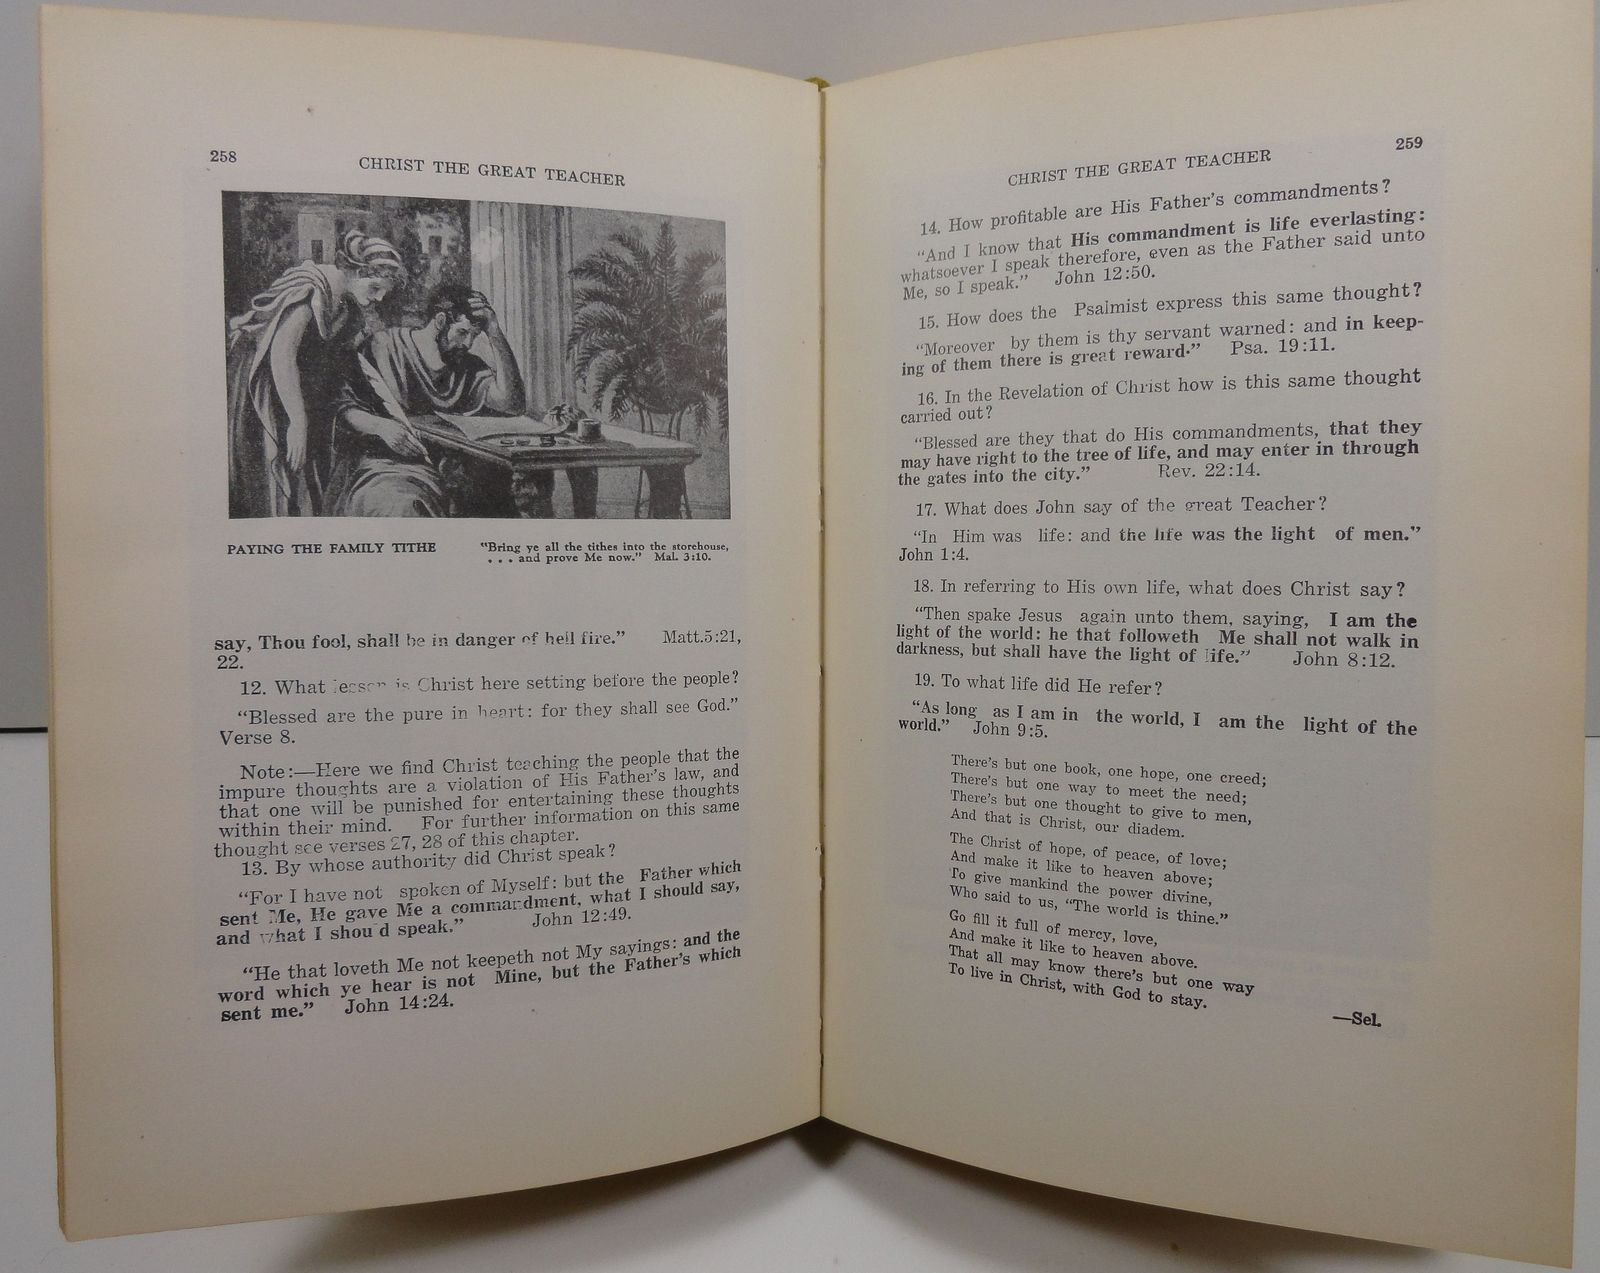 258
CHRIST THE GREAT TEACHER
PAYING THE FAMILY TITHE
"Bring ye all the tithes into the storehouse,
. . . and prove Me now." Mal. 3:10.
say, Thou fool, shall be in danger of hell fire." Matt.5:21,
22.
12. What lesson is Christ here setting before the people?
"Blessed are the pure in heart: for they shall see God."
Verse 8.
Note:—Here we find Christ teaching the people that the
impure thoughts are a violation of His Father's law, and
that one will be punished for entertaining these thoughts
within their mind. For further information on this same
thought see verses 27, 28 of this chapter.
13. By whose authority did Christ speak?
"For I have not spoken of Myself: but the Father which
sent Me, He gave Me a commandment, what I should say,
and what I shou d speak." John 12:49.
"He that loveth Me not keepeth not My sayings: and the
word which ye hear is not Mine, but the Father's which
sent me." John 14:24.
259
CHRIST THE GREAT TEACHER
14. How profitable are His Father's commandments?
"And I know that His commandment is life everlasting:
whatsoever I speak therefore, even as the Father said unto
Me, so I speak." John 12:50.
15. How does the Psalmist express this same thought?
"Moreover by them is thy servant warned: and in keep-
ing of them there is great reward." Psa. 19:11.
16. In the Revelation of Christ how is this same thought
carried out?
"Blessed are they that do His commandments, that they
may have right to the tree of life, and may enter in through
the gates into the city." Rev. 22:14.
17. What does John say of the great Teacher?
"In Him was life: and the life was the light of men."
John 1:4.
18. In referring to His own life, what does Christ say?
"Then spake Jesus again unto them, saying, I am the
light of the world: he that followeth Me shall not walk in
darkness, but shall have the light of life." John 8:12.
19. To what life did He refer?
"As long as I am in the world, I am the light of the
world." John 9:5.
There's but one book, one hope, one creed;
There's but one way to meet the need;
There's but one thought to give to men,
And that is Christ, our diadem.
The Christ of hope, of peace, of love;
And make it like to heaven above;
To give mankind the power divine,
Who said to us, "The world is thine."
Go fill it full of mercy, love,
And make it like to heaven above.
That all may know there's but one way
To live in Christ, with God to stay.
—Sel.